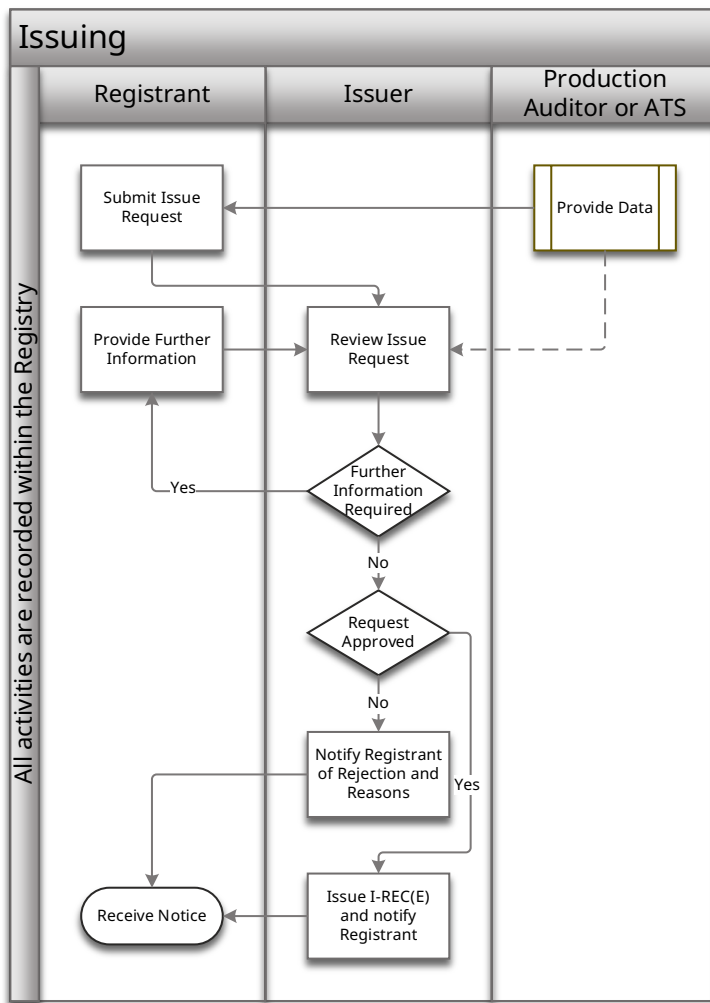 Issuing
Registrant
Issuer
Production
Auditor or ATS
All activities are recorded within the Registry
Submit Issue
Request
Provide Data
Provide Further
Information
Review Issue
Request
Further
Information
Required
Yes
No
Request
Approved
No
Notify Registrant
of Rejection and
Reasons
Yes
Issue I-REC(E)
and notify
Registrant
Receive Notice